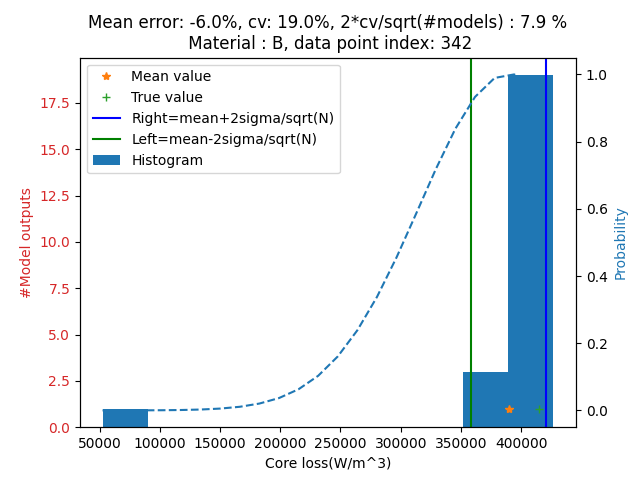 Mean error: -6.0%, cv: 19.0%, 2*cv/sqrt(#models) : 7.9 %
Material : B, data point index: 342
Mean value
True value
Right=mean+2sigma/sqrt(N)
Left=mean-2sigma/sqrt(N)
Histogram
#Model outputs
17.5
15.0
12.5
10.0
7.5
5.0
2.5
0.0
1.0
0.8
0.6
0.4
0.2
0.0
Probability
50000 100000 150000 200000 250000 300000 350000 400000
Core loss(W/m^3)